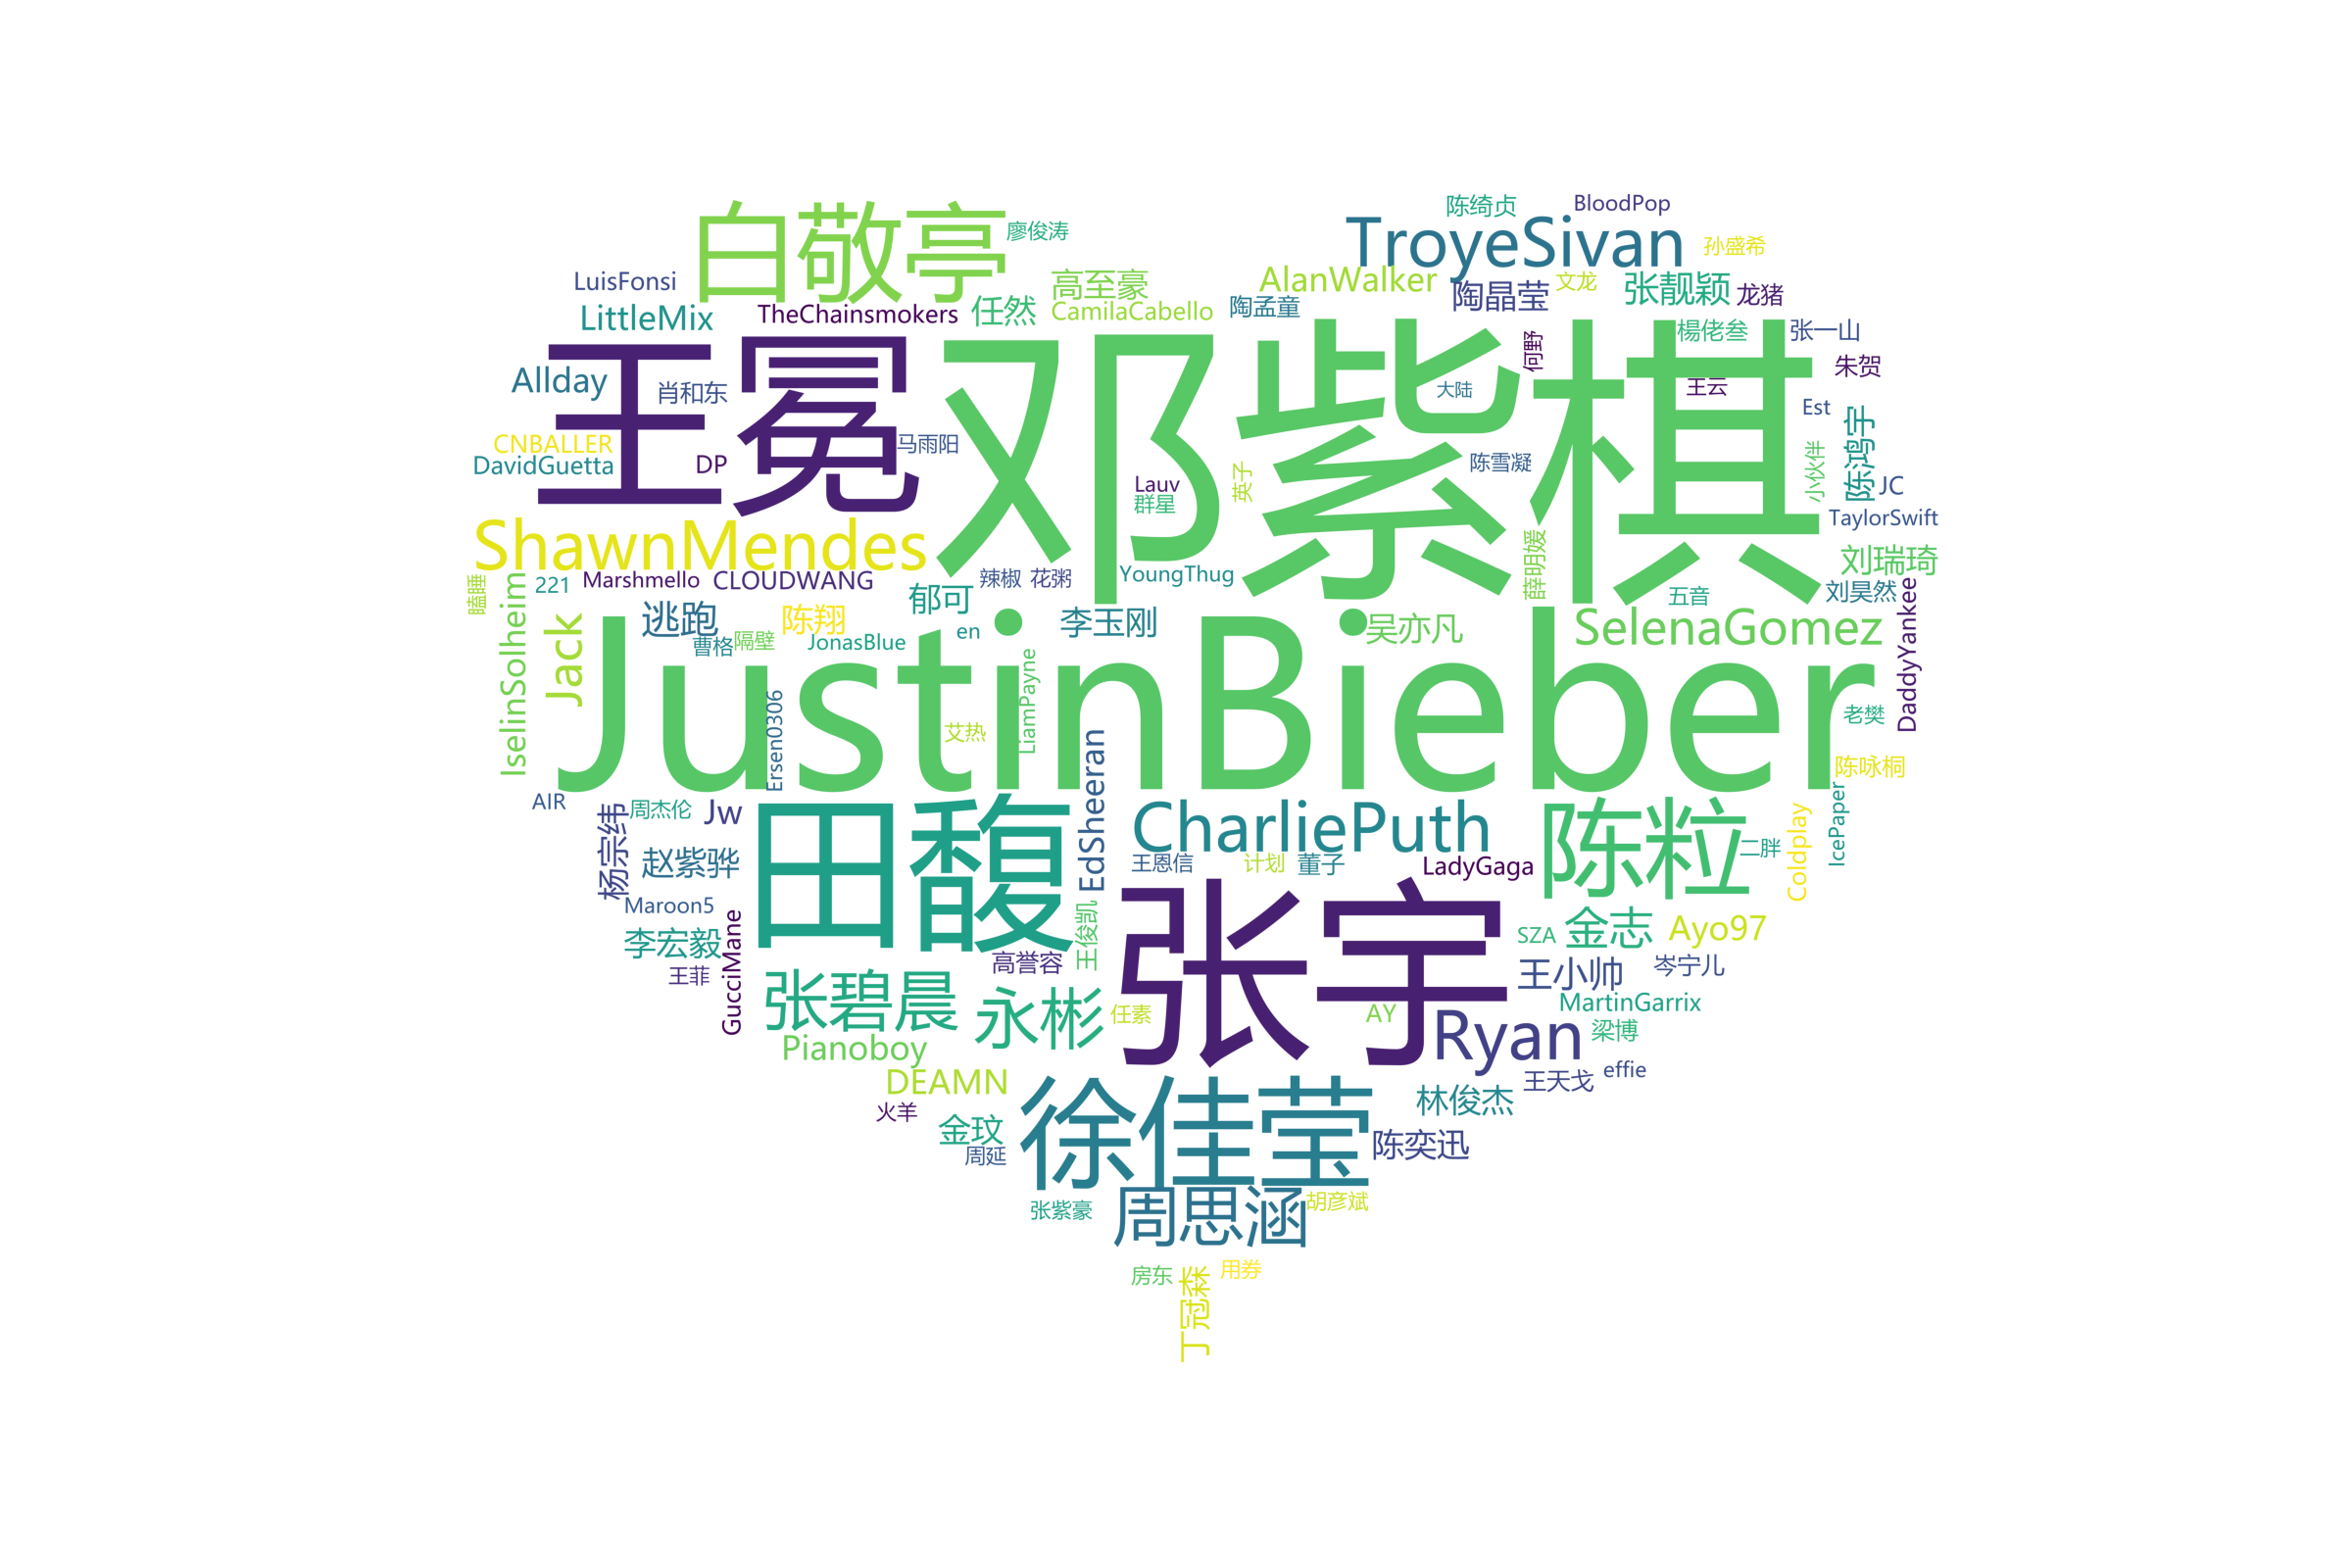 陈绮贞
BloodPop
白敬亭
廖俊涛
TroyeSivan
孙盛希
LuisFonsi
高至豪
AlanWalker
文龙
张靓颖
龙猪
LittleMix
TheChainsmokers
任然
CamilaCabello
陶孟童
陶晶莹
楊佬叁
张一山
王冕
邓紫棋
何野
朱贺
Allday
肖和东
大陆
王云
Est
陈鸿宇
CNBALLER
马雨阳
DavidGuetta
DP
Lauv
群星
英子
陈雪凝
小伙伴
JC
TaylorSwift
ShawnMendes
薛明媛
刘瑞琦
瞌睡
221
Marshmello
CLOUDWANG
辣椒
花粥
YoungThug
五音
刘昊然
IselinSolheim
Jack
逃跑
陈翔
郁可
李玉刚
吴亦凡
SelenaGomez
DaddyYankee
曹格
隔壁
JonasBlue
en
JustinBieber
Ersen0306
艾热
LiamPayne
老樊
EdSheeran
陈咏桐
AIR
周杰伦
Jw
田馥
CharliePuth
陈粒
Coldplay
IcePaper
杨宗纬
赵紫骅
王恩信
计划
董子
LadyGaga
二胖
Maroon5
张宇
李宏毅
GucciMane
王俊凯
SZA
金志
Ayo97
王菲
高誉容
王小帅
岑宁儿
张碧晨
永彬
任素
AY
MartinGarrix
Pianoboy
Ryan
梁博
DEAMN
王天戈
effie
火羊
金玟
徐佳莹
林俊杰
周延
陈奕迅
张紫豪
周思涵
胡彦斌
房东
用券
丁冠森